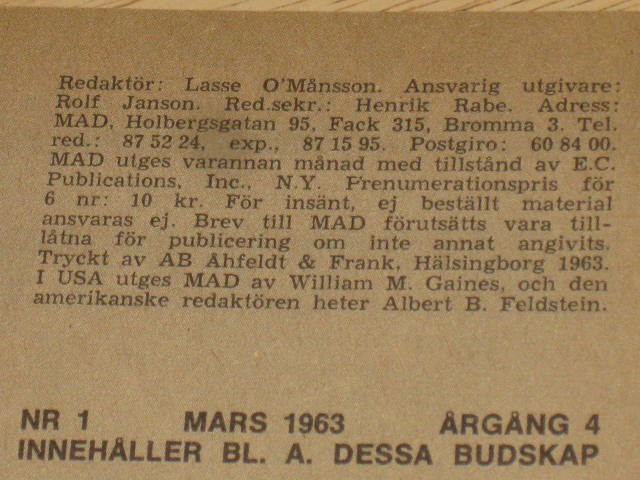 Redaktör: Lasse O'Månsson. Ansvarig utgivare:
Rolf Janson. Red.sekr.: Henrik Rabe. Adress:
MAD, Holbergsgatan 95, Fack 315, Bromma 3. Tel.
red.: 87 52 24, exp., 87 15 95. Postgiro: 60 84 00.
MAD utges varannan månad med tillstånd av E.C.
Publications, Inc., N.Y. Prenumerationspris för
6 nr: 10 kr. För insänt, ej beställt material
ansvaras ej. Brev till MAD förutsätts vara till-
låtna för publicering om inte annat angivits.
Tryckt av AB Ahfeldt & Frank, Hälsingborg 1963.
I USA utges MAD av William M. Gaines, och den
amerikanske redaktören heter Albert B. Feldstein.
NR 1 MARS 1963 ÅRGÅNG 4
INNEHÅLLER BL. A. DESSA BUDSKAP